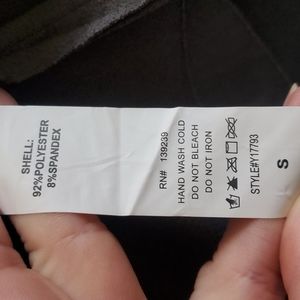 SHELL:
92%POLYESTER
8%SPANDEX
RN# 139239
HAND WASH COLD
DO NOT BLEACH
DO NOT IRON
STYLE#Y17793
S